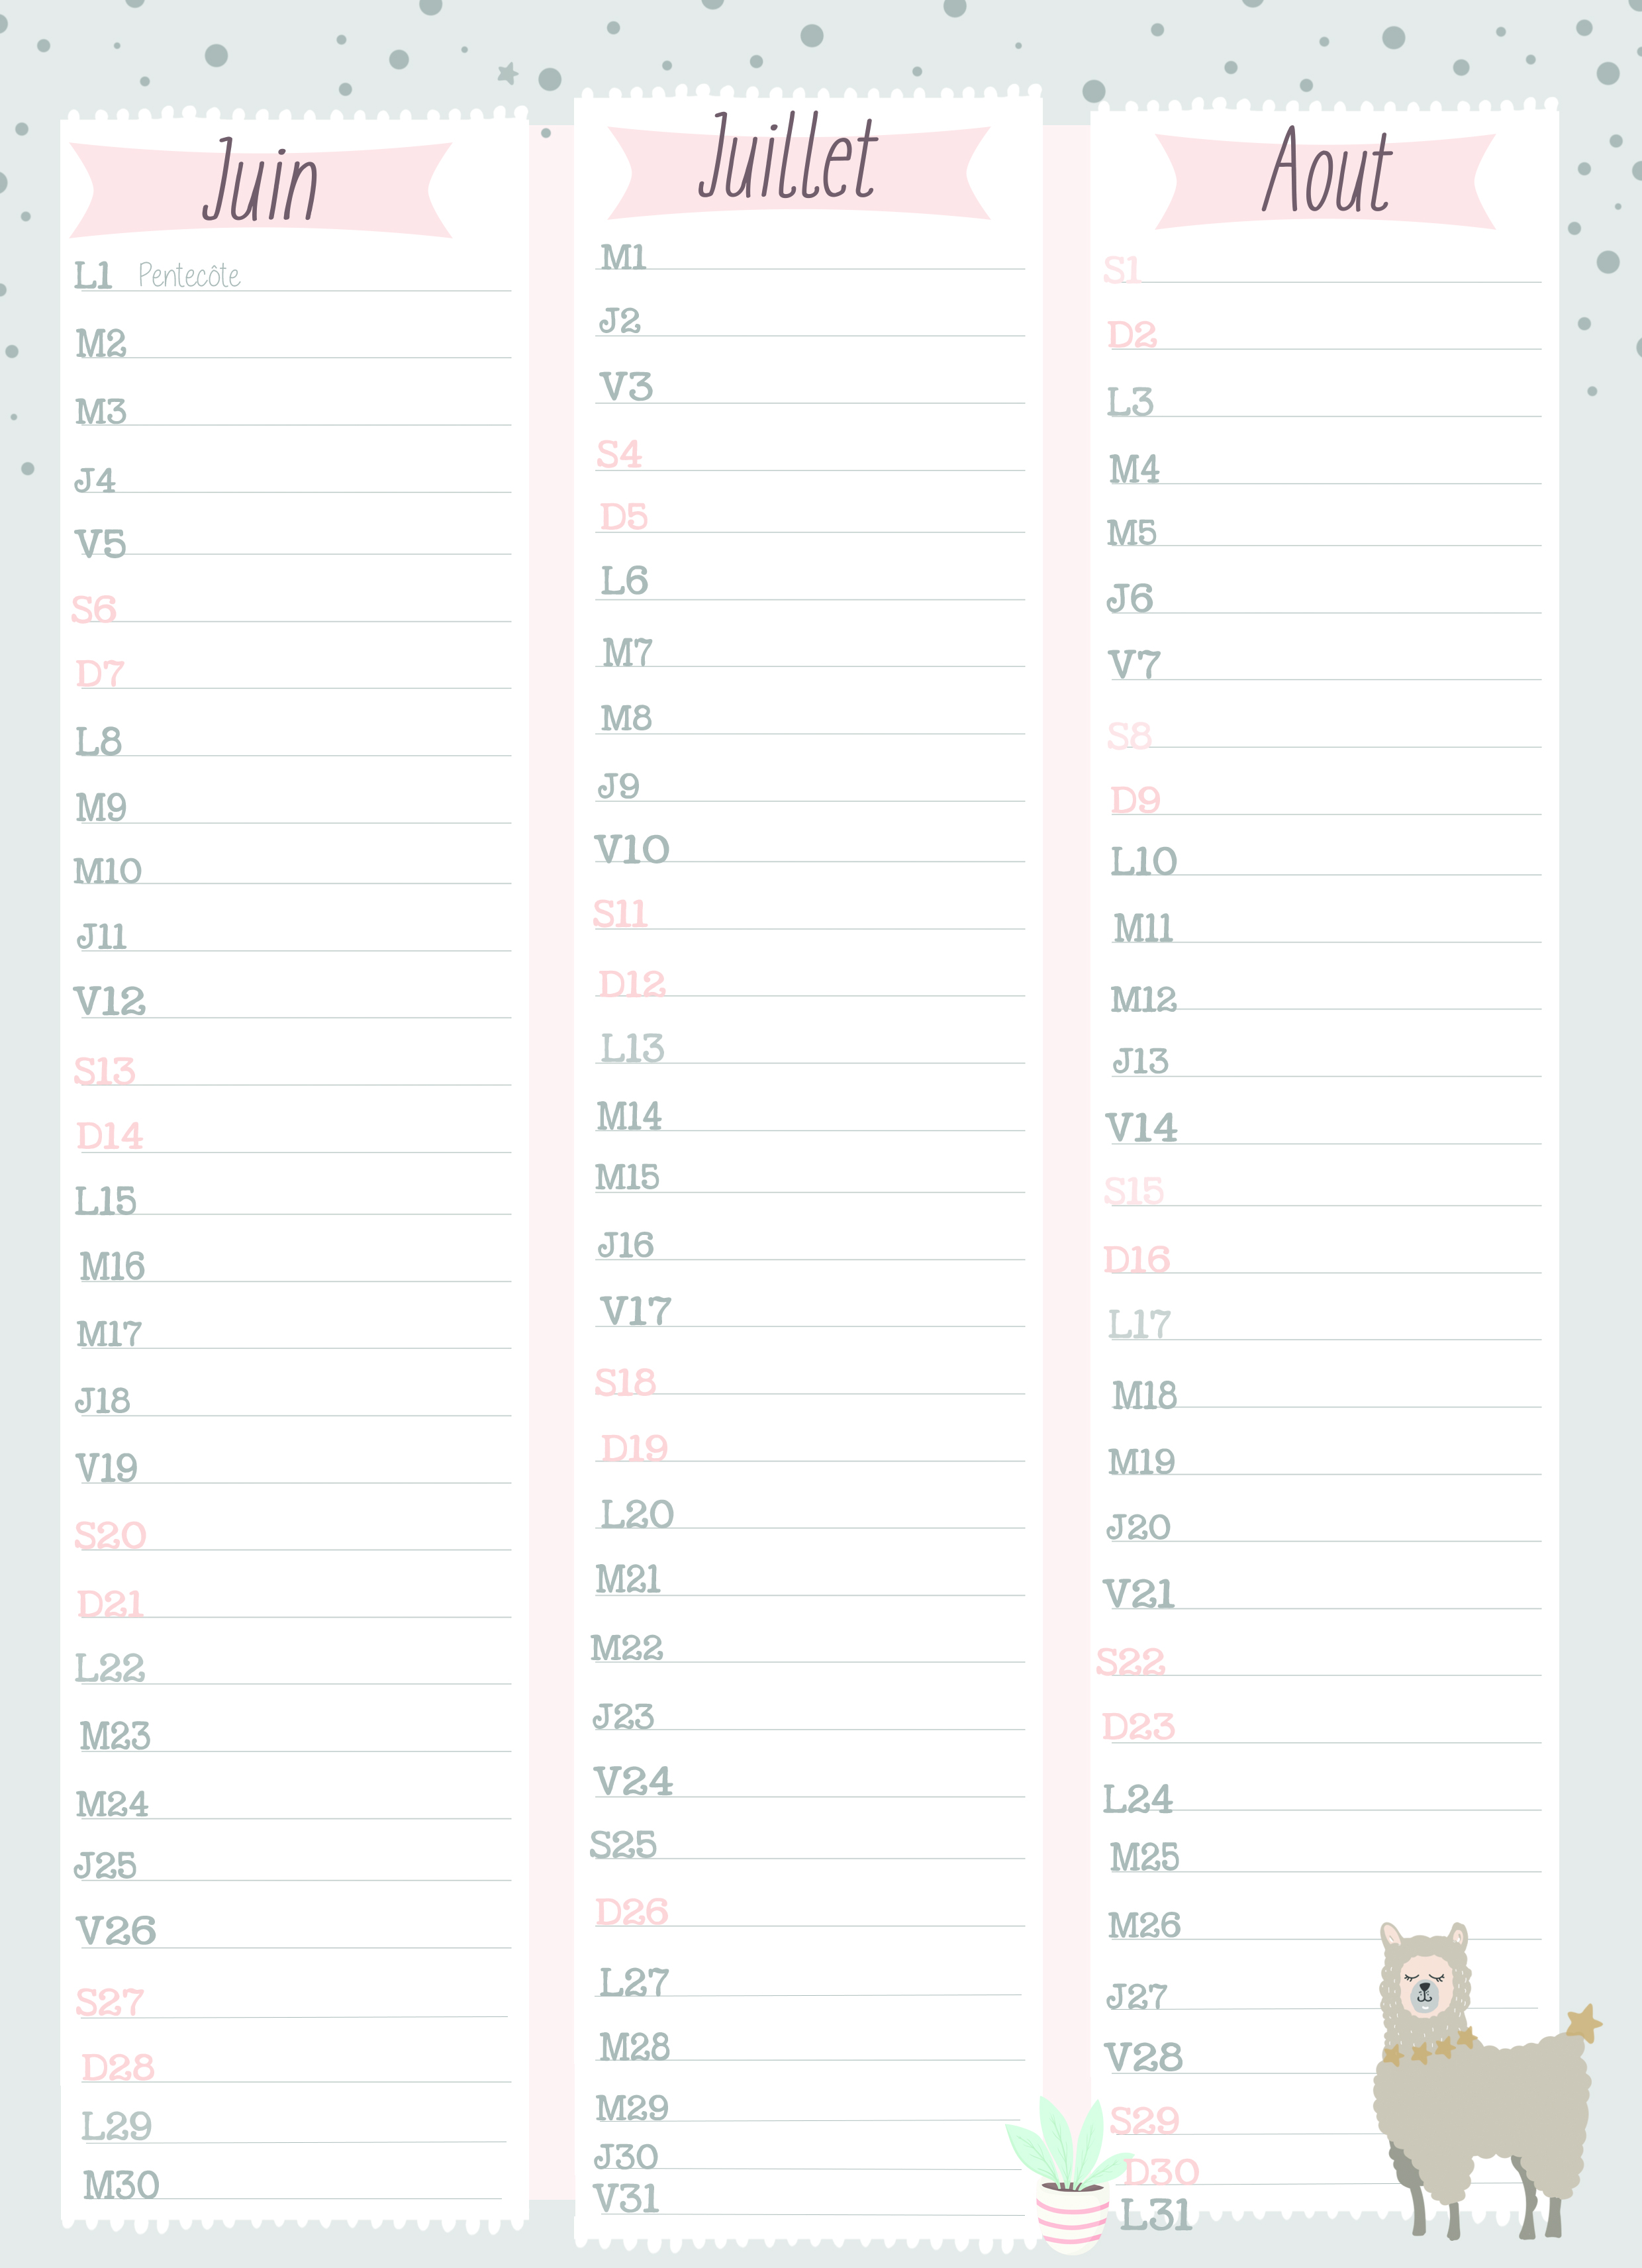 Juin
L1 Pentecôte
M2
M3
J4
V5
S6
D7
L8
M9
M10
J11
V12
S13
D14
L15
M16
M17
J18
V19
S20
D21
L22
M23
M24
J25
V26
S27
D28
L29
M30
Juillet
M1
J2
V3
S4
D5
L6
M7
M8
J9
V10
S11
D12
L13
M14
M15
J16
V17
S18
D19
L20
M21
M22
J23
V24
S25
D26
L27
M28
M29
J30
V31
Aout
S1
D2
L3
M4
M5
J6
V7
S8
D9
L10
M11
M12
J13
V14
S15
D16
L17
M18
M19
J20
V21
S22
D23
L24
M25
M26
J27
V28
S29
D30
L31